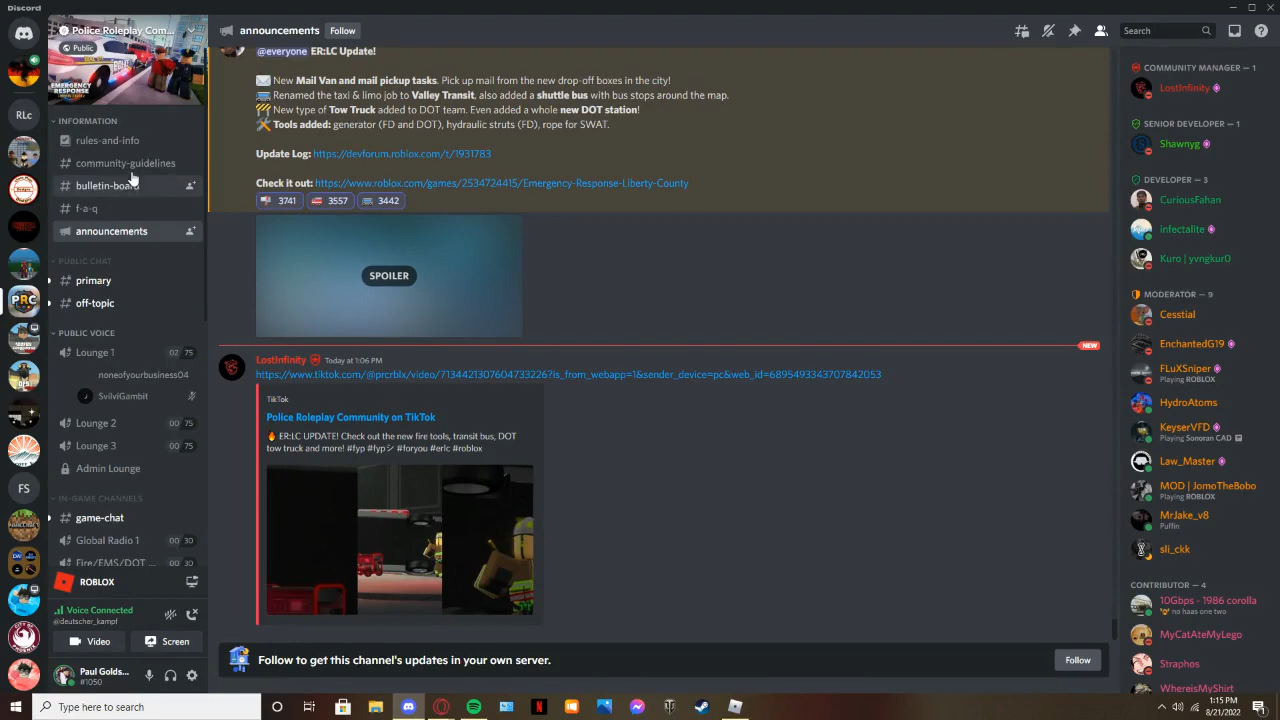 Discord
Police Roleplay Com...
Public
EMERGENCY
RESPONSE
INFORMATION
rules-and-info
community-guidelines
bulletin-board
f-a-q
announcements
PUBLIC CHAT
primary
off-topic
PUBLIC VOICE
Lounge 1
02 75
noneofyourbusiness04
SvilviGambit
Lounge 2
00 75
Lounge 3
00 75
Admin Lounge
IN-GAME CHANNELS
game-chat
Global Radio 1
00 30
Fire/EMS/DOT ...
00 30
ROBLOX
Voice Connected
@deutscher_kampf
Video
Screen
Paul Golds...
#1050
RLc
PRC
FS
announcements
Follow
Search
@everyone ER:LC Update!
✉️ New Mail Van and mail pickup tasks. Pick up mail from the new drop-off boxes in the city!
🚌 Renamed the taxi & limo job to Valley Transit, also added a shuttle bus with bus stops around the map.
🚧 New type of Tow Truck added to DOT team. Even added a whole new DOT station!
🛠️ Tools added: generator (FD and DOT), hydraulic struts (FD), rope for SWAT.
Update Log: https://devforum.roblox.com/t/1931783
Check it out: https://www.roblox.com/games/2534724415/Emergency-Response-Liberty-County
3741
3557
3442
SPOILER
NEW
LostInfinity Today at 1:06 PM
https://www.tiktok.com/@prcrblx/video/7134421307604733226?is_from_webapp=1&sender_device=pc&web_id=6895493343707842053
TikTok
Police Roleplay Community on TikTok
🔥 ER:LC UPDATE! Check out the new fire tools, transit bus, DOT
tow truck and more! #fyp #fypシ #foryou #erlc #roblox
Follow to get this channel's updates in your own server.
Follow
COMMUNITY MANAGER — 1
LostInfinity
SENIOR DEVELOPER — 1
Shawnyg
DEVELOPER — 3
CuriousFahan
infectalite
Kuro | yvngkur0
MODERATOR — 9
Cesstial
EnchantedG19
FLuXSniper
Playing ROBLOX
HydroAtoms
KeyserVFD
Playing Sonoran CAD
Law_Master
MOD | JomoTheBobo
Playing ROBLOX
MrJake_v8
Puffin
sli_ckk
CONTRIBUTOR — 4
10Gbps - 1986 corolla
no haas one two
MyCatAteMyLego
Straphos
WhereisMyShirt
Type here to search
1:15 PM
8/21/2022